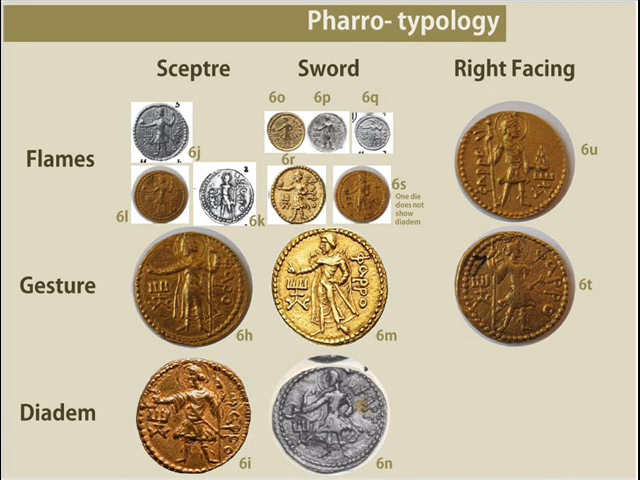 Pharro- typology
Sceptre Sword Right Facing
6o 6p 6q
Flames
6j
6r
6u
6l
6k
6s
One die
does not
show
diadem
Gesture
6h
6m
6t
ϕΑΡΡΟ
Diadem
6i
6n